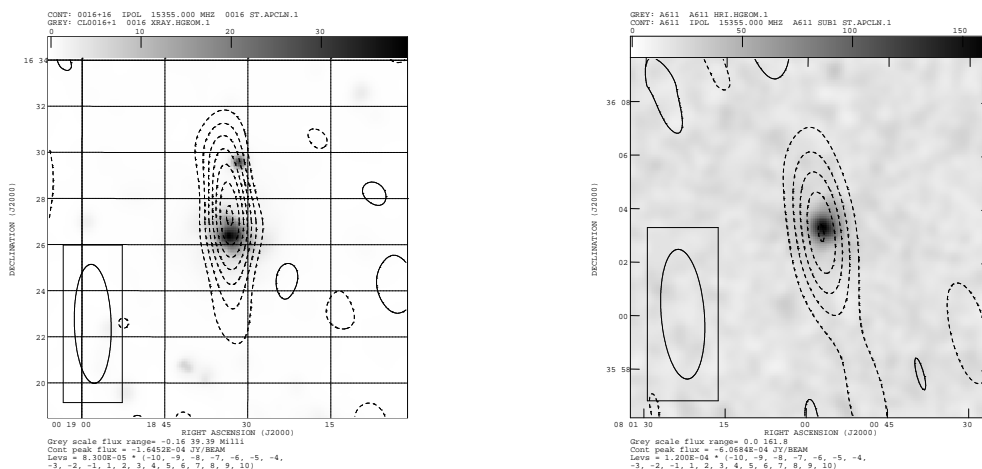 CONT: 0016+16 IPOL 15355.000 MHZ 0016 ST.APCLN.1
GREY: CL0016+1 0016 XRAY.HGEOM.1
0 20
16 34
32
30
28
26
24
22
20
DECLINATION (J2000)
00 19 00 18 45 30 15
RIGHT ASCENSION (J2000)
Grey scale flux range= -0.16 39.39 Milli
Cont peak flux = -1.6452E-04 JY/BEAM
Levs = 8.300E-05 * (-10, -9, -8, -7, -6, -5, -4,
-3, -2, -1, 1, 2, 3, 4, 5, 6, 7, 8, 9, 10)
GREY: A611 A611 HRI.HGEOM.1
CONT: A611 IPOL 15355.000 MHZ A611 SUB1 ST.APCLN.1
0 50 100 150
36 08
06
04
02
00
35 58
DECLINATION (J2000)
08 01 30 15 00 00 45 30
RIGHT ASCENSION (J2000)
Grey scale flux range= 0.0 161.8
Cont peak flux = -6.0684E-04 JY/BEAM
Levs = 1.200E-04 * (-10, -9, -8, -7, -6, -5, -4,
-3, -2, -1, 1, 2, 3, 4, 5, 6, 7, 8, 9, 10)